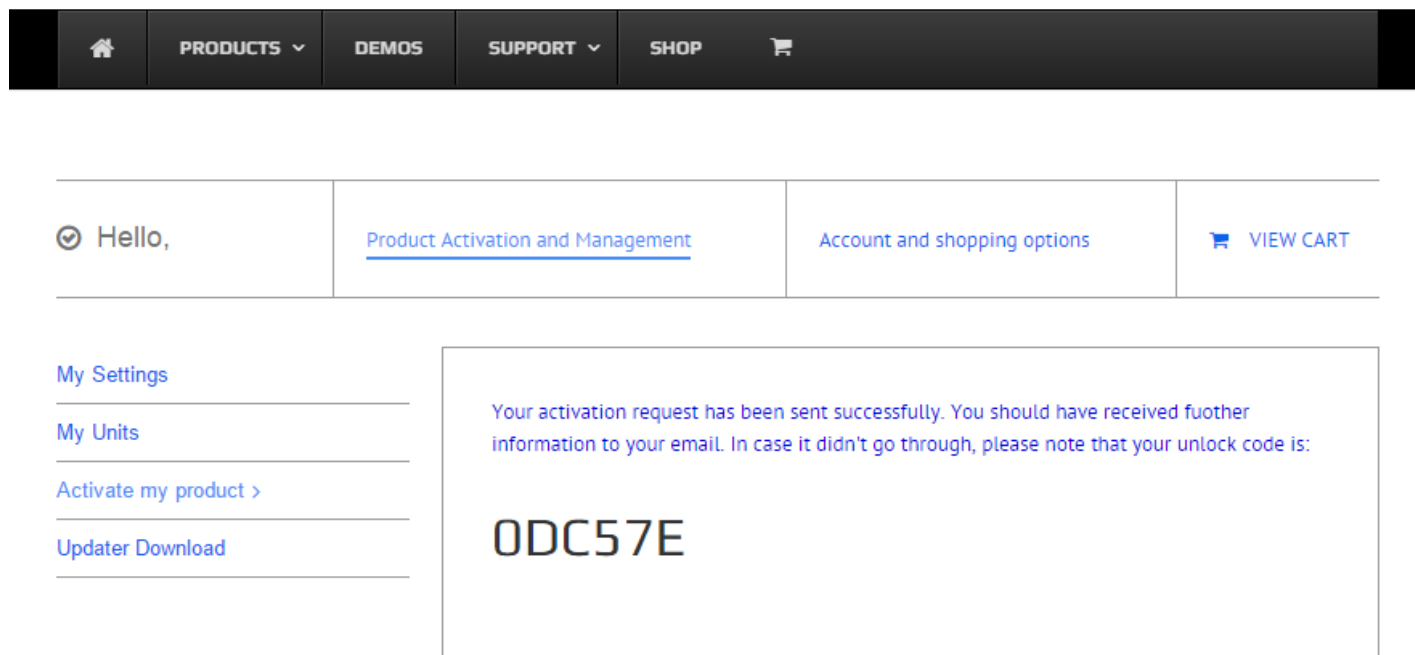 PRODUCTS DEMOS SUPPORT SHOP
Hello, Product Activation and Management Account and shopping options VIEW CART
My Settings
My Units
Activate my product >
Updater Download
Your activation request has been sent successfully. You should have received fuother
information to your email. In case it didn't go through, please note that your unlock code is:
0DC57E